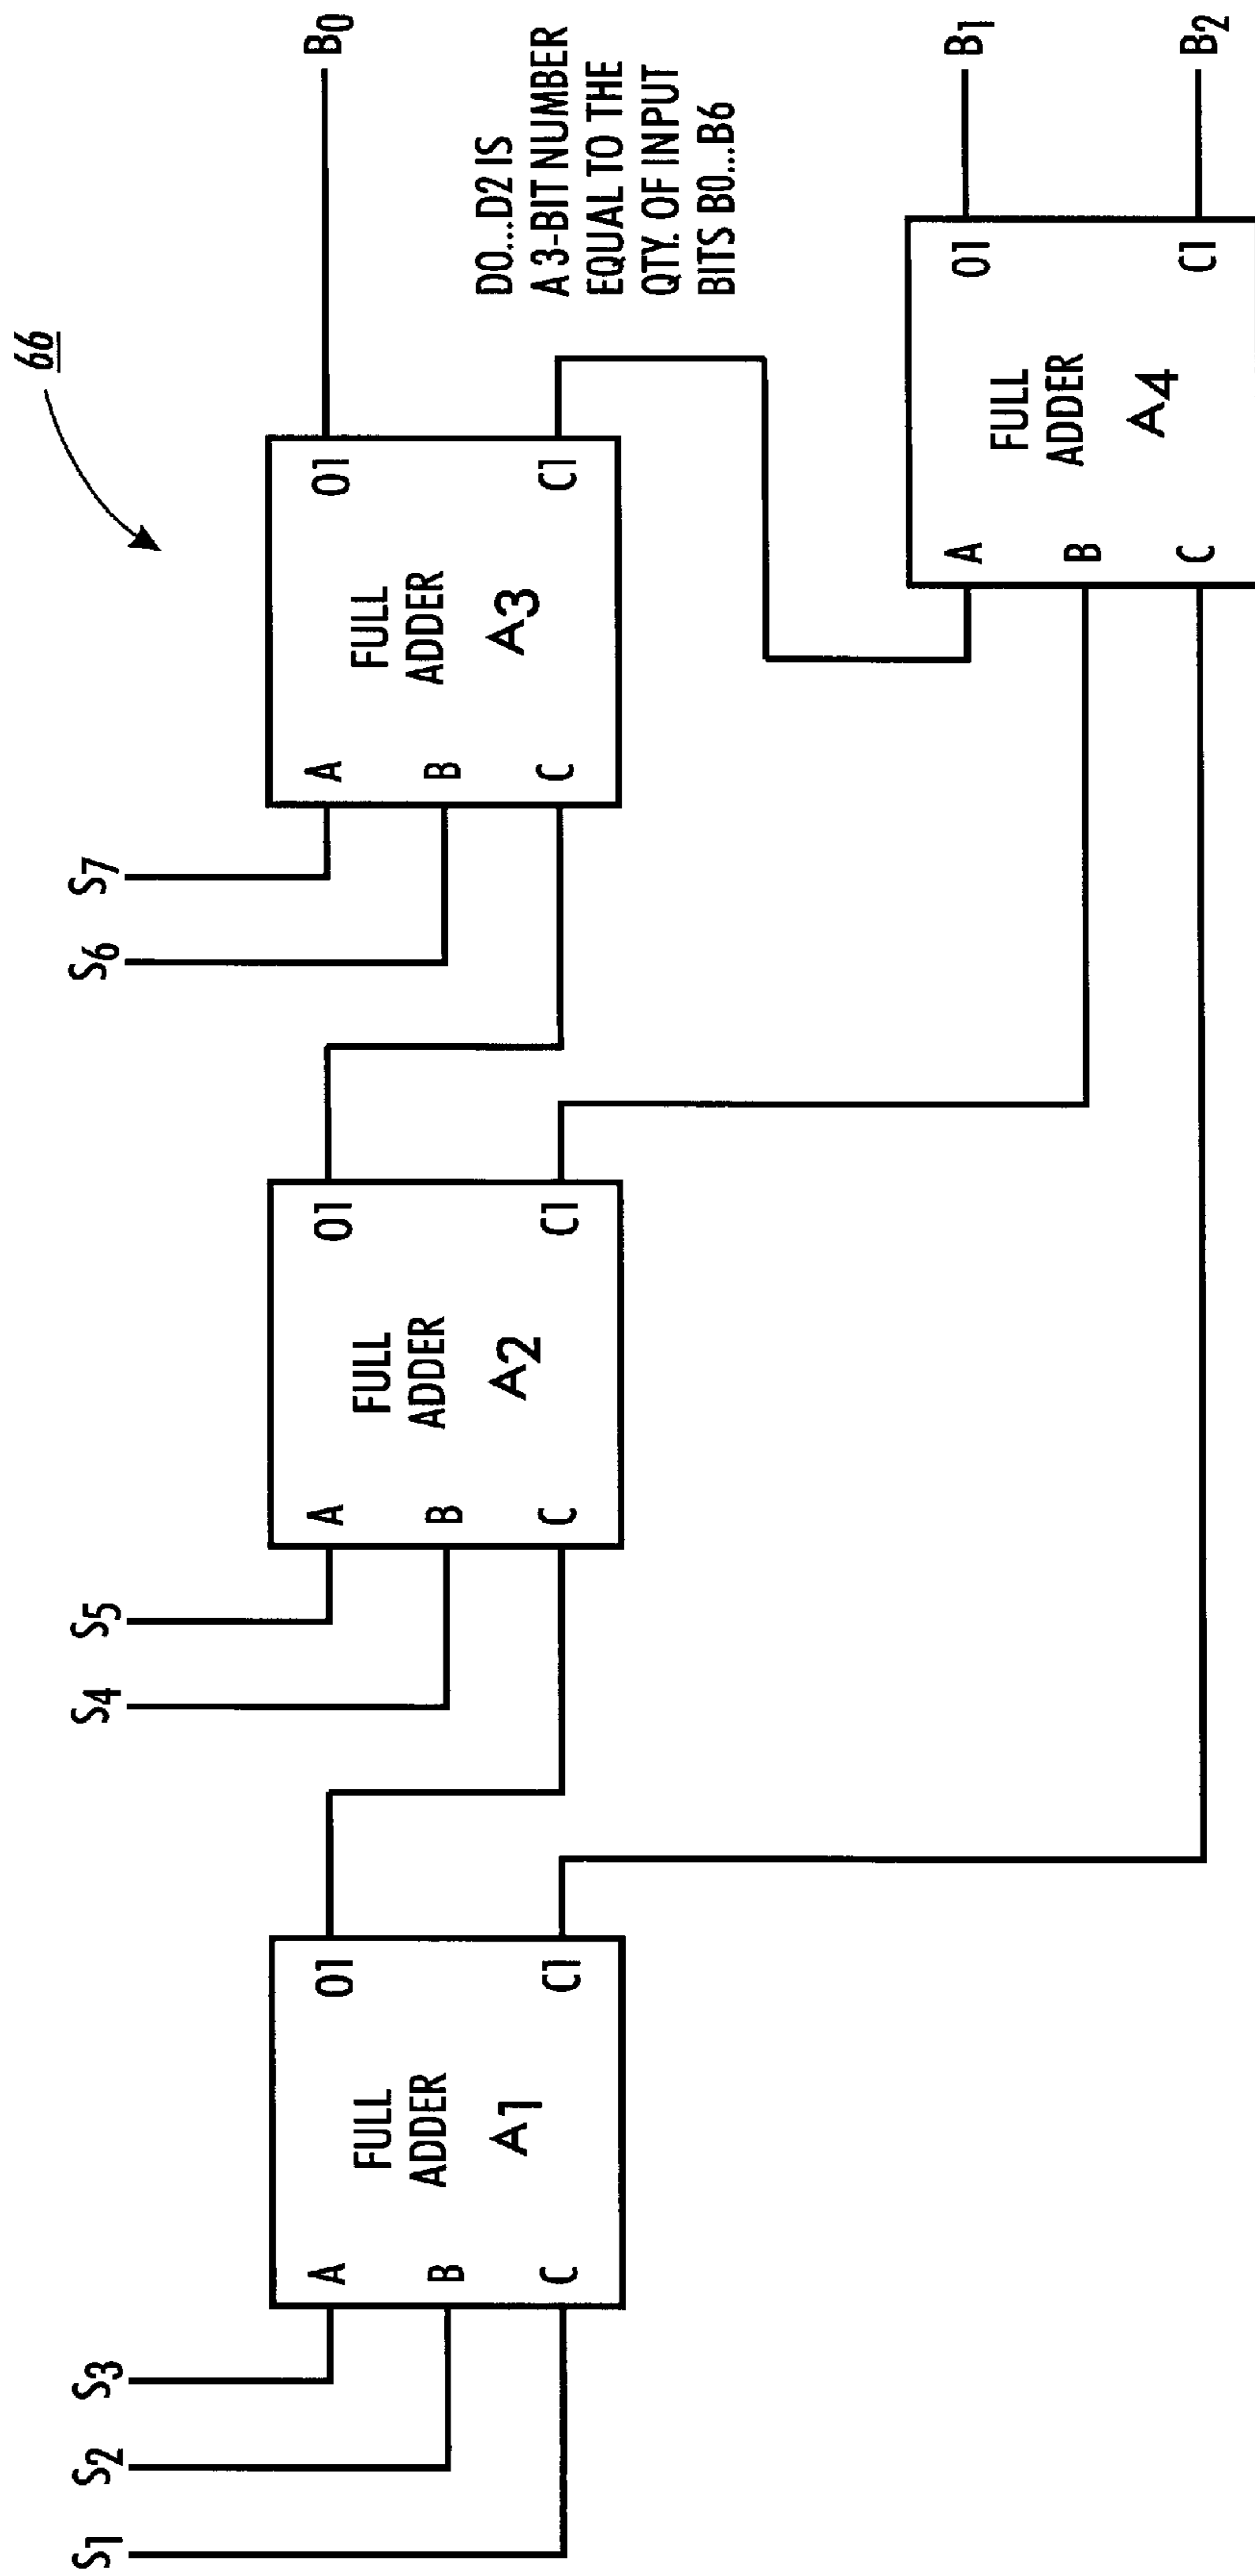 66
S1
S2
S3
A
B
C
FULL
ADDER
A1
O1
C1
S4
S5
A
B
C
FULL
ADDER
A2
O1
C1
S6
S7
A
B
C
FULL
ADDER
A3
O1
C1
B0
DO...D2 IS
A 3-BIT NUMBER
EQUAL TO THE
QTY. OF INPUT
BITS B0...B6
A
B
C
FULL
ADDER
A4
O1
C1
B1
B2